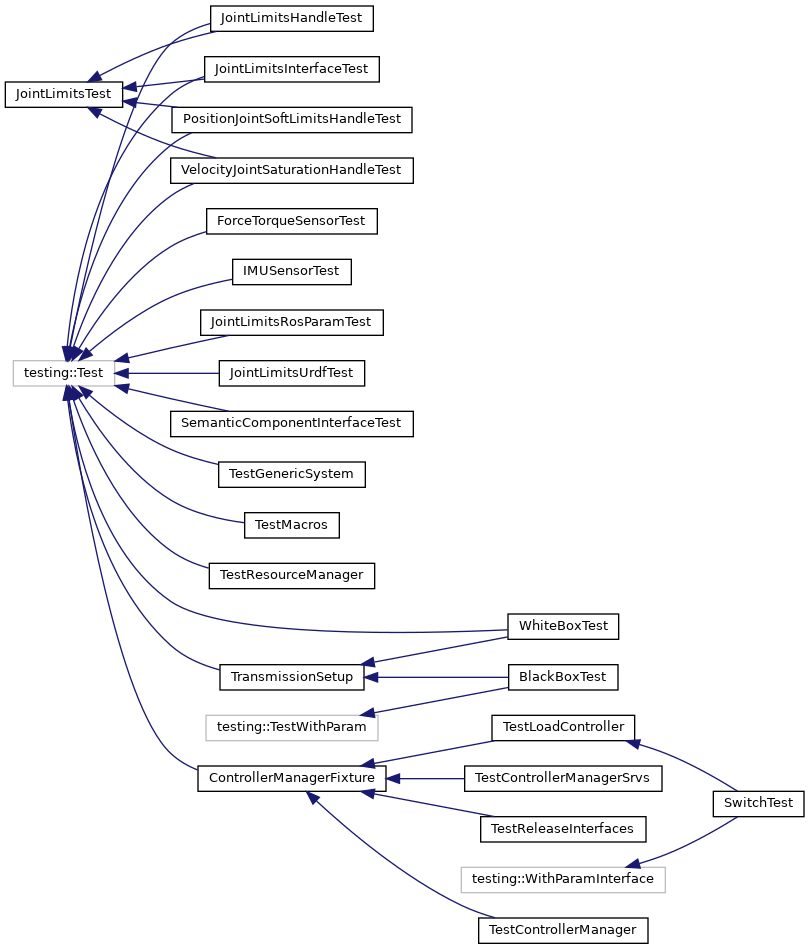 JointLimitsHandleTest
JointLimitsInterfaceTest
JointLimitsTest
PositionJointSoftLimitsHandleTest
VelocityJointSaturationHandleTest
ForceTorqueSensorTest
IMUSensorTest
JointLimitsRosParamTest
testing::Test
JointLimitsUrdfTest
SemanticComponentInterfaceTest
TestGenericSystem
TestMacros
TestResourceManager
WhiteBoxTest
TransmissionSetup
BlackBoxTest
testing::TestWithParam
TestLoadController
ControllerManagerFixture
TestControllerManagerSrvs
SwitchTest
TestReleaseInterfaces
testing::WithParamInterface
TestControllerManager